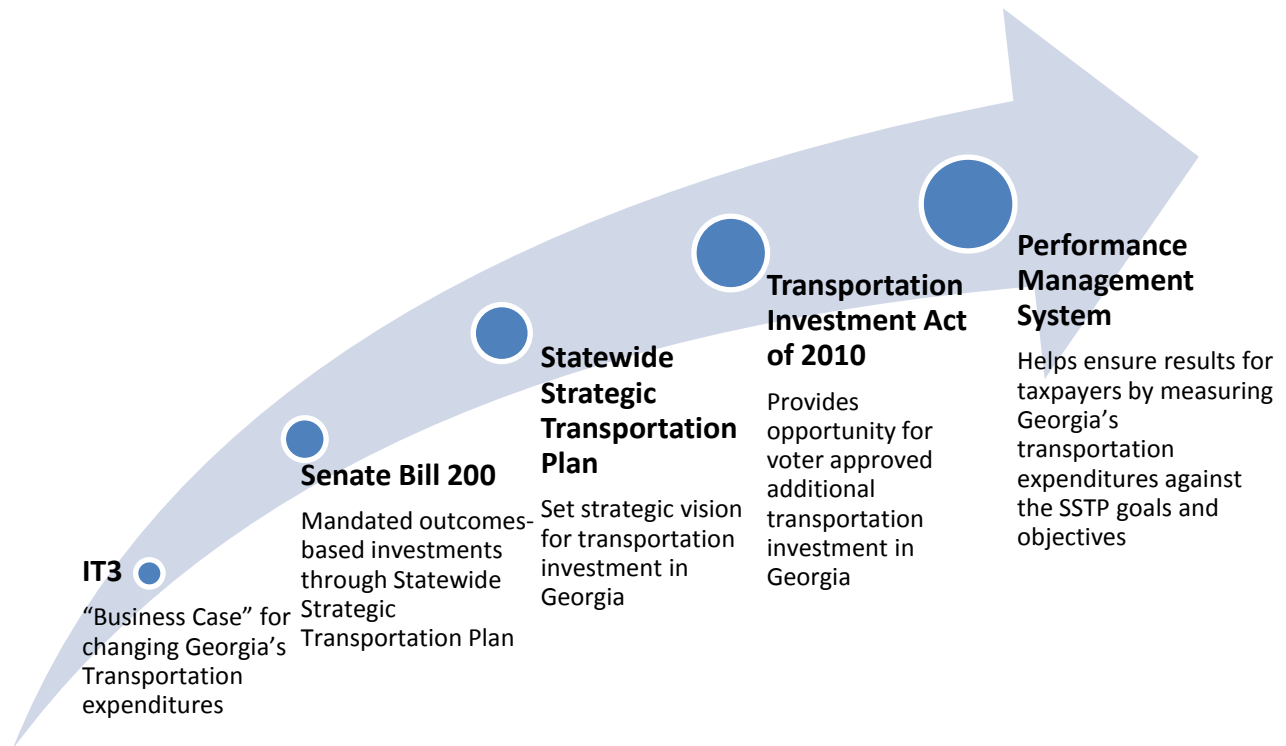 IT3
“Business Case” for
changing Georgia’s
Transportation
expenditures
Senate Bill 200
Mandated outcomes-
based investments
through Statewide
Strategic
Transportation Plan
Statewide
Strategic
Transportation
Plan
Set strategic vision
for transportation
investment in
Georgia
Transportation
Investment Act
of 2010
Provides
opportunity for
voter approved
additional
transportation
investment in
Georgia
Performance
Management
System
Helps ensure results for
taxpayers by measuring
Georgia’s
transportation
expenditures against
the SSTP goals and
objectives